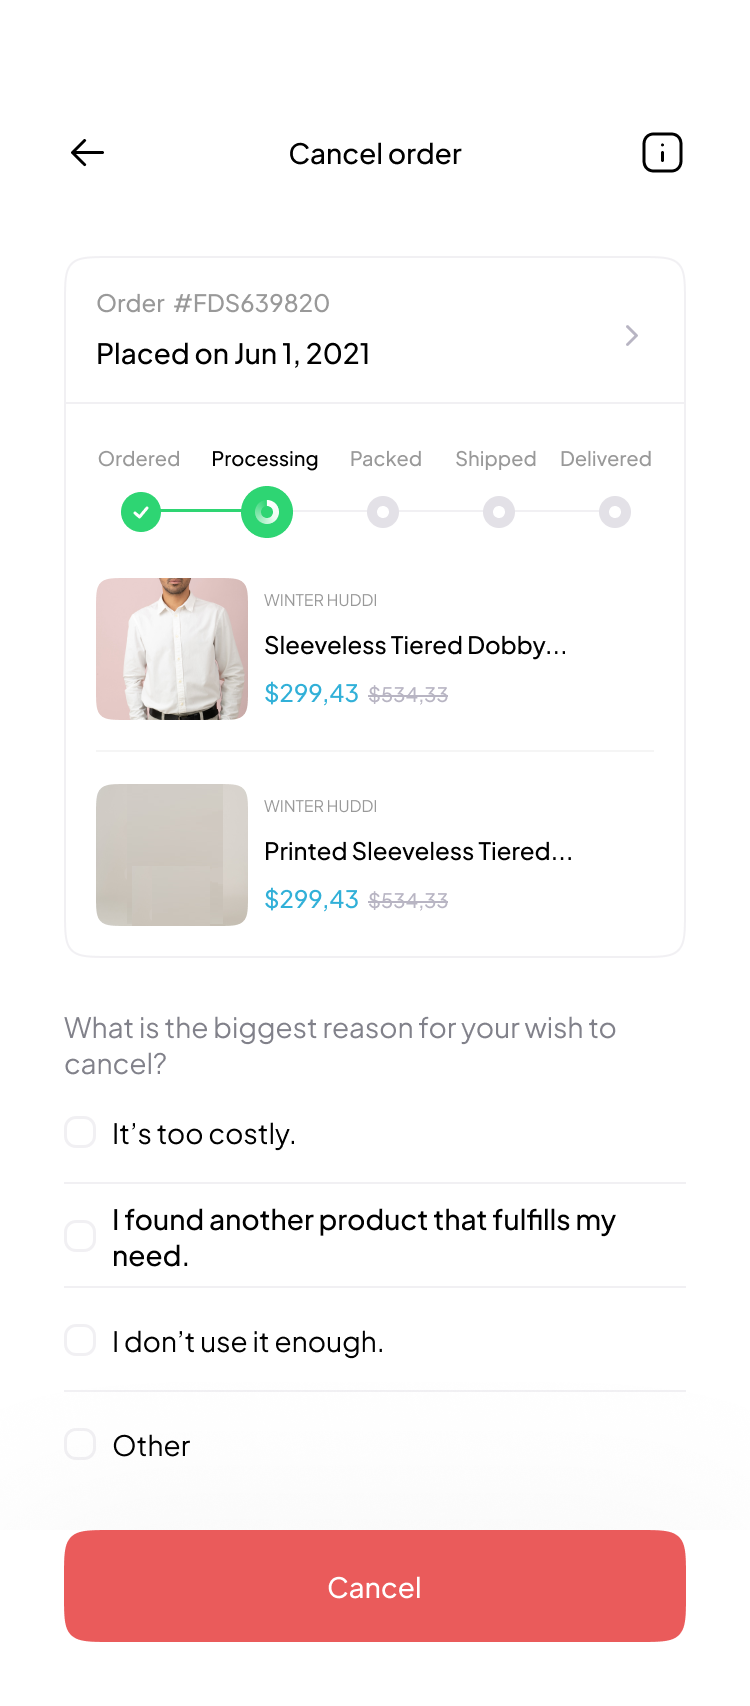 Cancel order
Order #FDS639820
Placed on Jun 1, 2021
Ordered Processing Packed Shipped Delivered
WINTER HUDDI
Sleeveless Tiered Dobby...
$299,43 $534,33
WINTER HUDDI
Printed Sleeveless Tiered...
$299,43 $534,33
What is the biggest reason for your wish to
cancel?
It’s too costly.
I found another product that fulfills my
need.
I don’t use it enough.
Other
Cancel